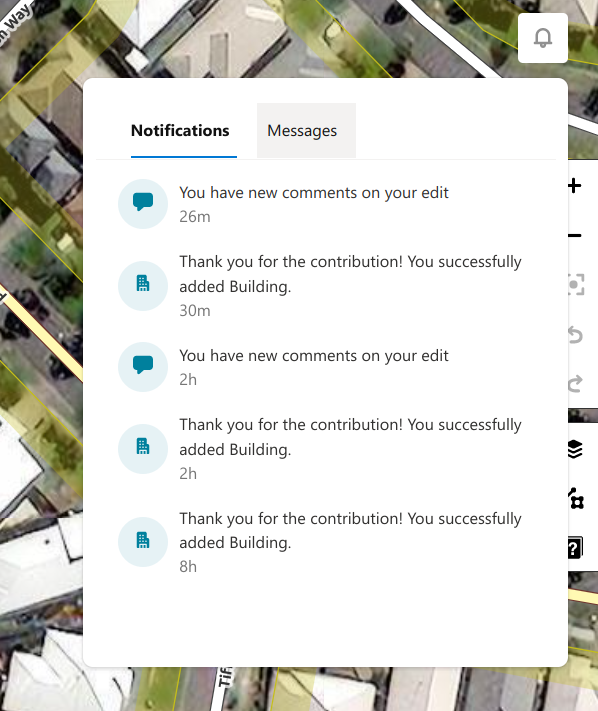 Way
Notifications
Messages
You have new comments on your edit
26m
Thank you for the contribution! You successfully
added Building.
30m
You have new comments on your edit
2h
Thank you for the contribution! You successfully
added Building.
2h
Thank you for the contribution! You successfully
added Building.
8h
?